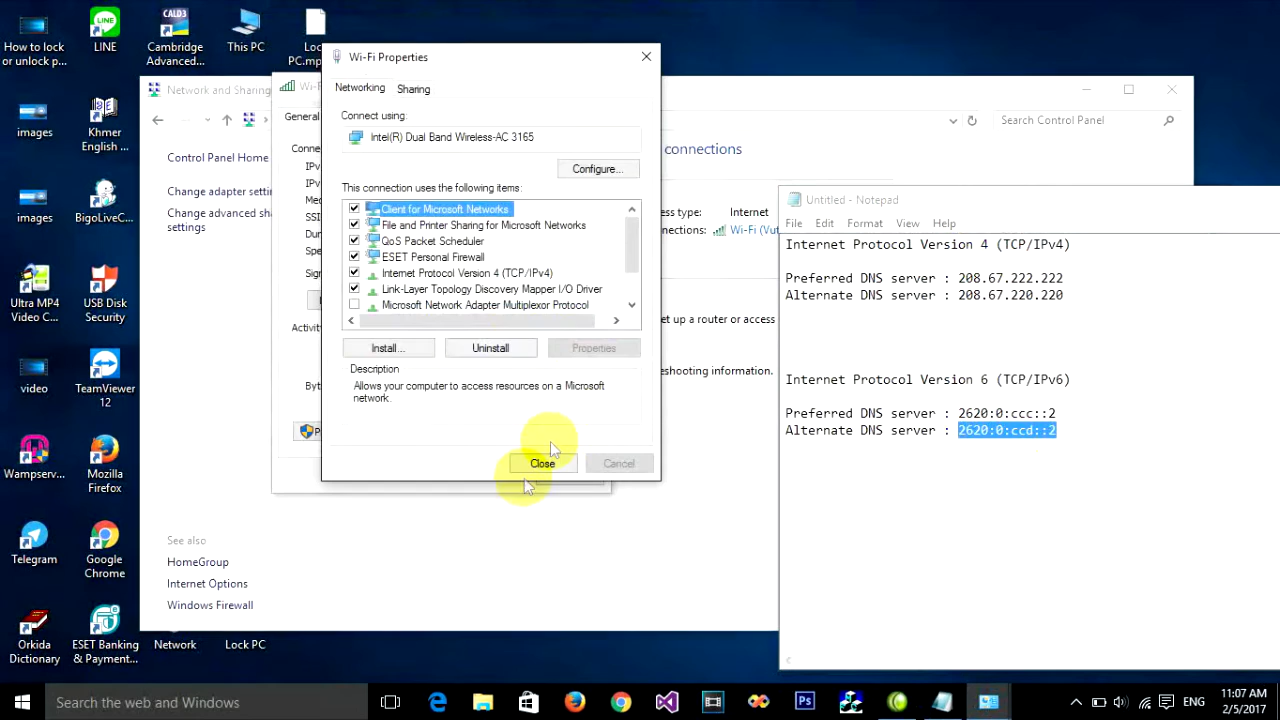 How to lock
or unlock p...
LINE
Cambridge
Advanced...
This PC
Loc
PC.mp
images
Khmer
English ...
images
BigoLiveC...
Ultra MP4
Video C...
USB Disk
Security
video
TeamViewer
12
Wampserv...
Mozilla
Firefox
Telegram
Google
Chrome
Orkida
Dictionary
ESET Banking
& Paymen...
Network
Lock PC
Network and Sharing
Search Control Panel
Control Panel Home
Change adapter settin
Change advanced sha
settings
See also
HomeGroup
Internet Options
Windows Firewall
connections
Internet
Wi-Fi (Vut
General
IPv
IPv
SSI
Wi-Fi Properties
Networking
Sharing
Connect using:
Intel(R) Dual Band Wireless-AC 3165
Configure...
This connection uses the following items:
Client for Microsoft Networks
File and Printer Sharing for Microsoft Networks
QoS Packet Scheduler
ESET Personal Firewall
Internet Protocol Version 4 (TCP/IPv4)
Link-Layer Topology Discovery Mapper I/O Driver
Microsoft Network Adapter Multiplexor Protocol
Install...
Uninstall
Properties
Description
Allows your computer to access resources on a Microsoft
network.
Close
Cancel
Untitled - Notepad
File Edit Format View Help
Internet Protocol Version 4 (TCP/IPv4)
Preferred DNS server : 208.67.222.222
Alternate DNS server : 208.67.220.220
Internet Protocol Version 6 (TCP/IPv6)
Preferred DNS server : 2620:0:ccc::2
Alternate DNS server : 2620:0:ccd::2
et up a router or access
eshooting information.
Search the web and Windows
ENG
11:07 AM
2/5/2017